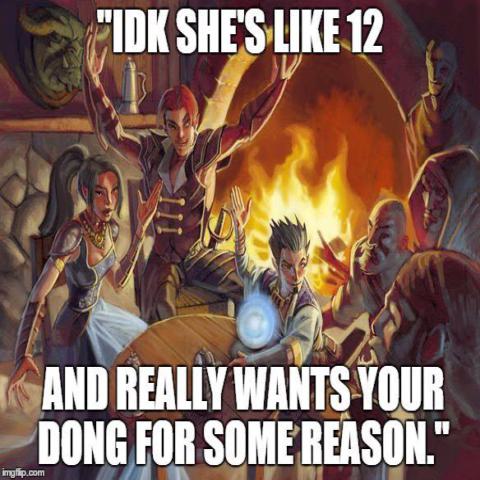 "IDK SHE'S LIKE 12
AND REALLY WANTS YOUR
DONG FOR SOME REASON."
imgflip.com